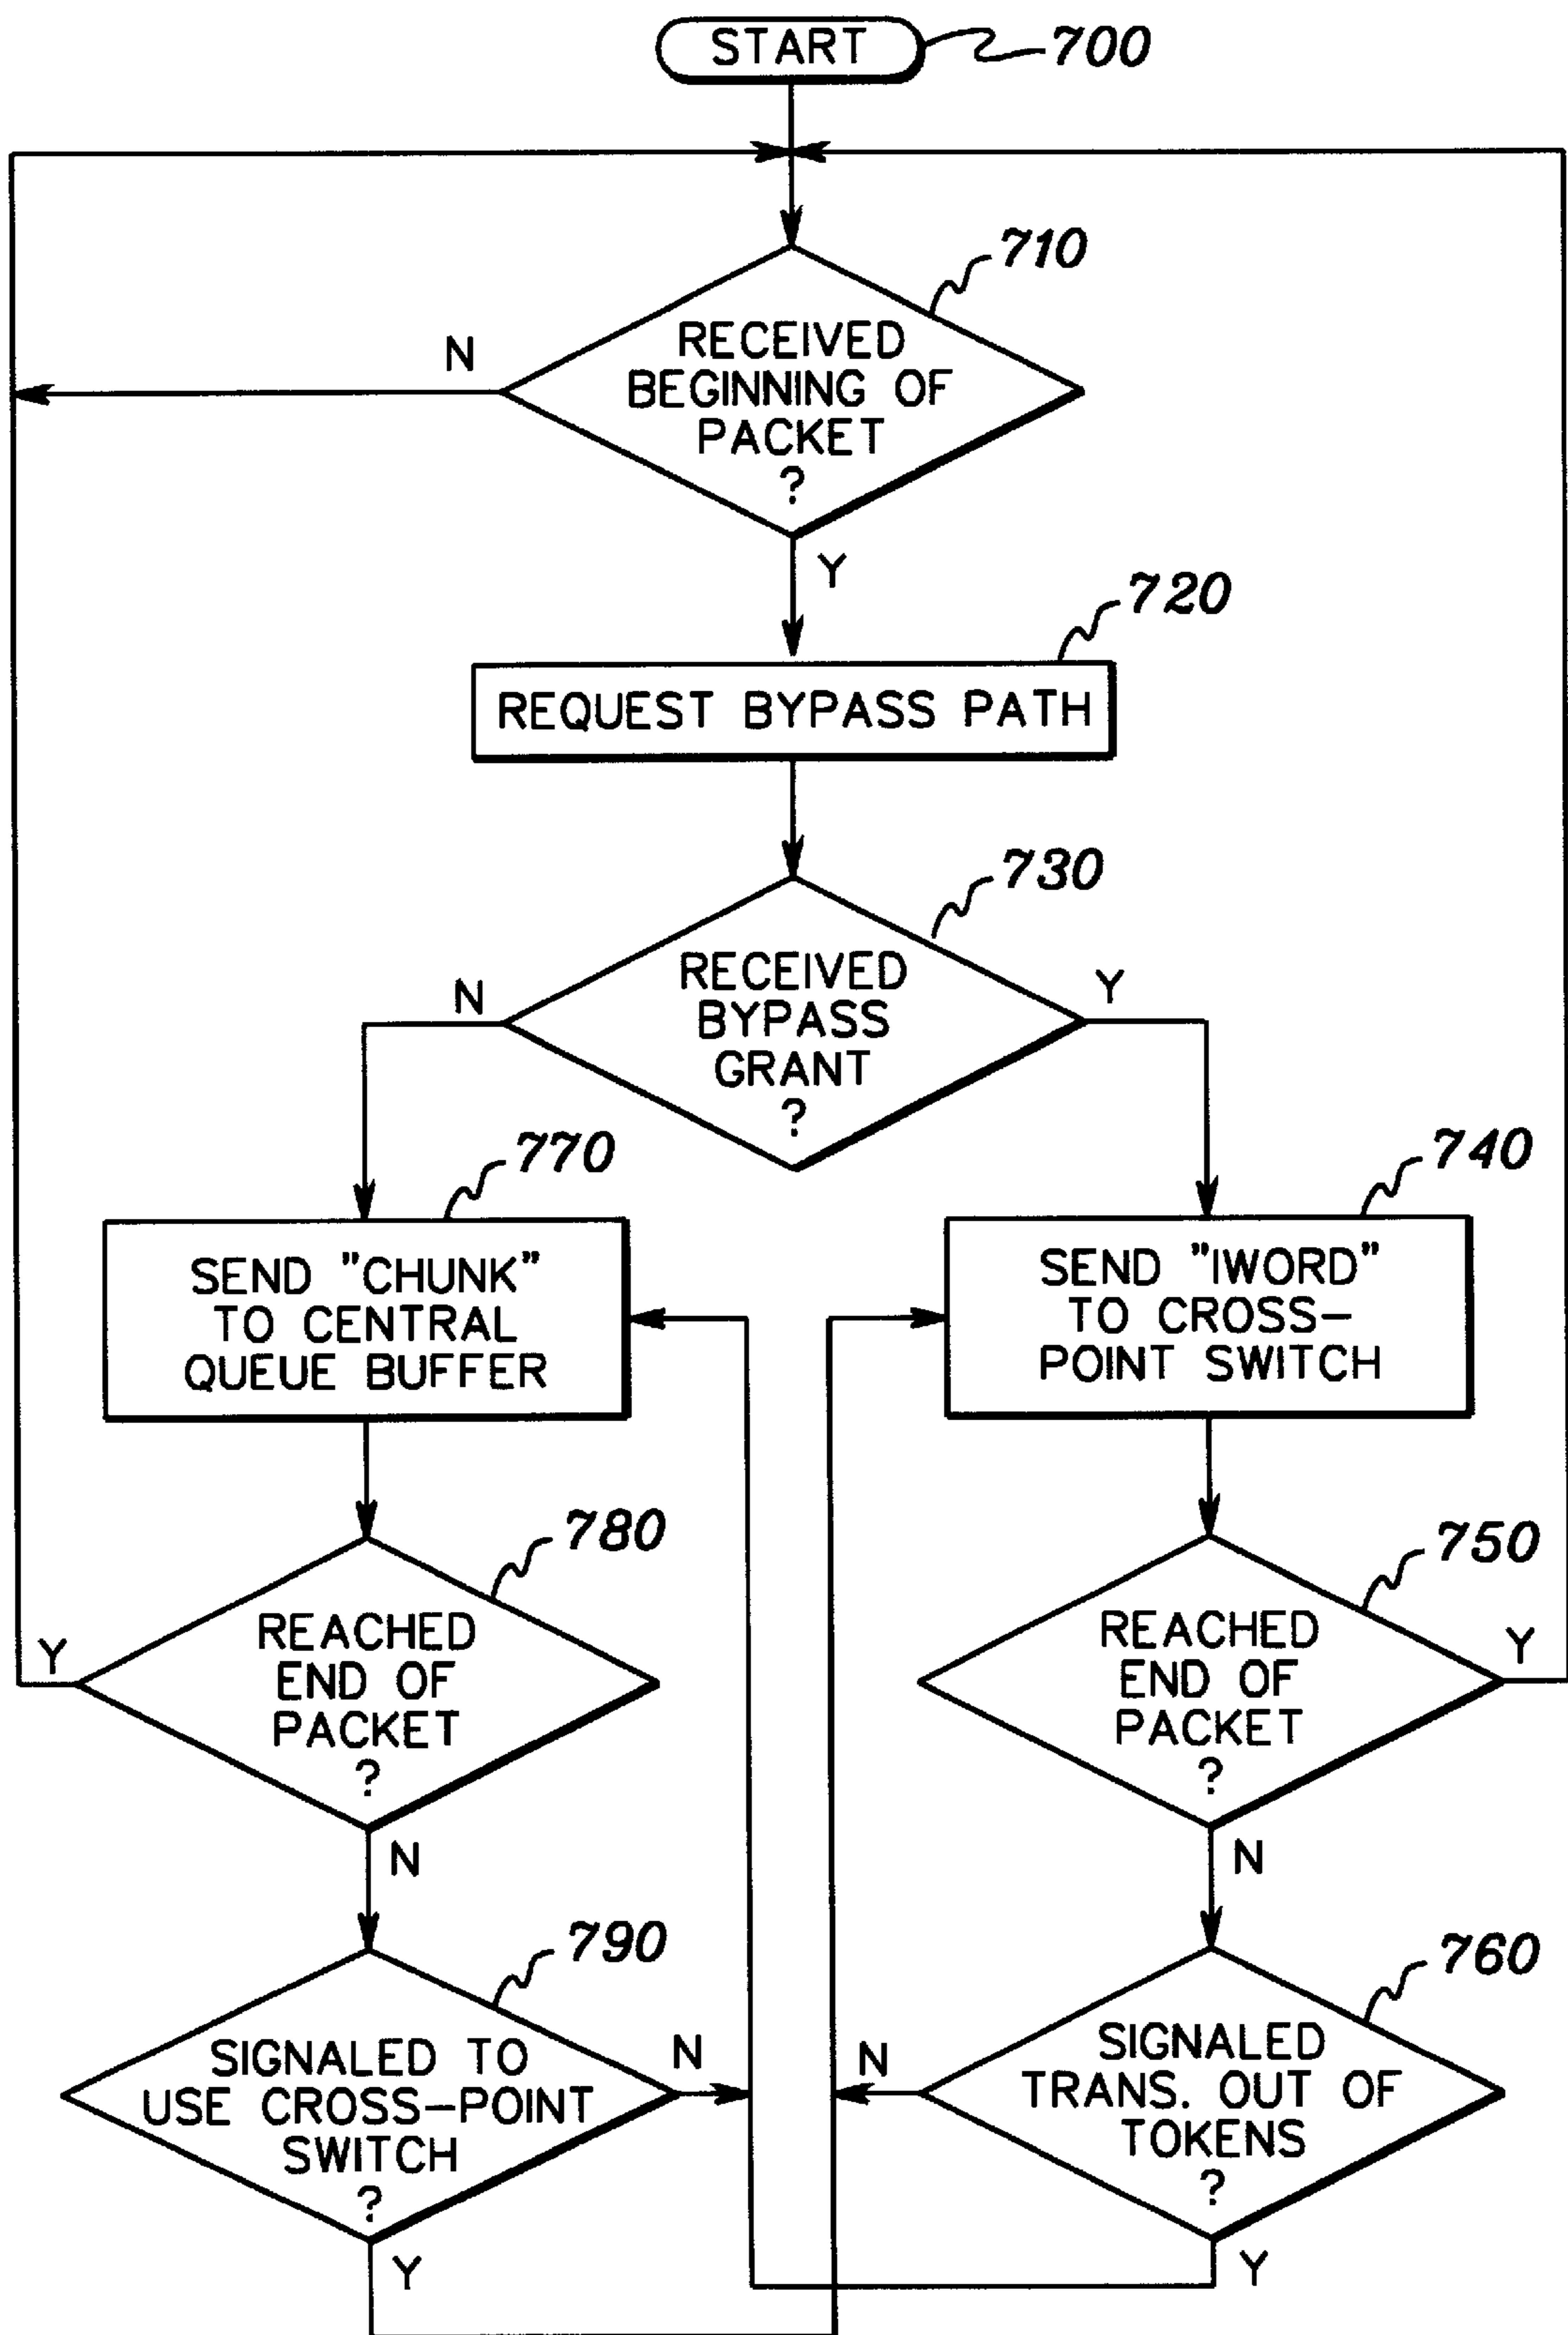 START
700
710
RECEIVED
BEGINNING OF
PACKET
?
N
Y
720
REQUEST BYPASS PATH
730
RECEIVED
BYPASS
GRANT
?
N
Y
770
SEND "CHUNK"
TO CENTRAL
QUEUE BUFFER
740
SEND "IWORD"
TO CROSS-
POINT SWITCH
780
REACHED
END OF
PACKET
?
Y
N
750
REACHED
END OF
PACKET
?
Y
N
790
SIGNALED TO
USE CROSS-POINT
SWITCH
?
N
Y
760
SIGNALED
TRANS. OUT OF
TOKENS
?
N
Y